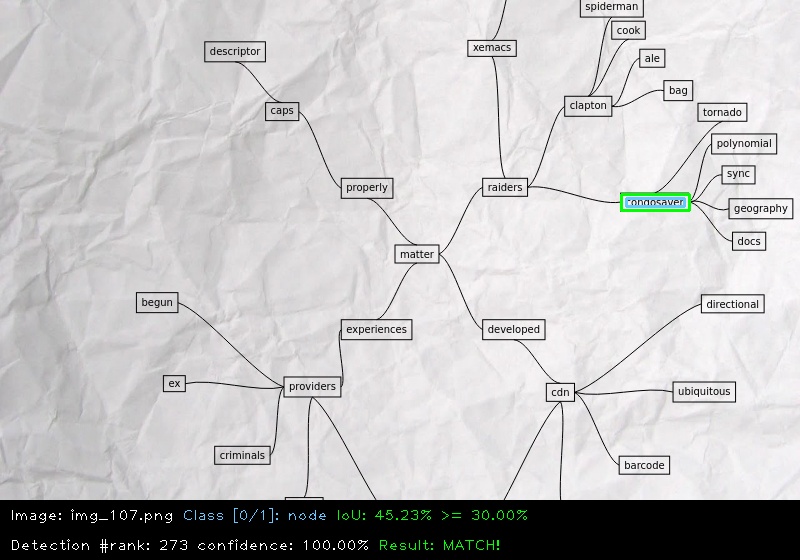 spiderman
cook
xemacs
descriptor
ale
bag
clapton
caps
tornado
polynomial
sync
properly
raiders
geography
docs
matter
begun
directional
experiences
developed
ex
providers
cdn
ubiquitous
criminals
barcode
Image: img_107.png Class [0/1]: node IoU: 45.23% >= 30.00%
Detection #rank: 273 confidence: 100.00% Result: MATCH!